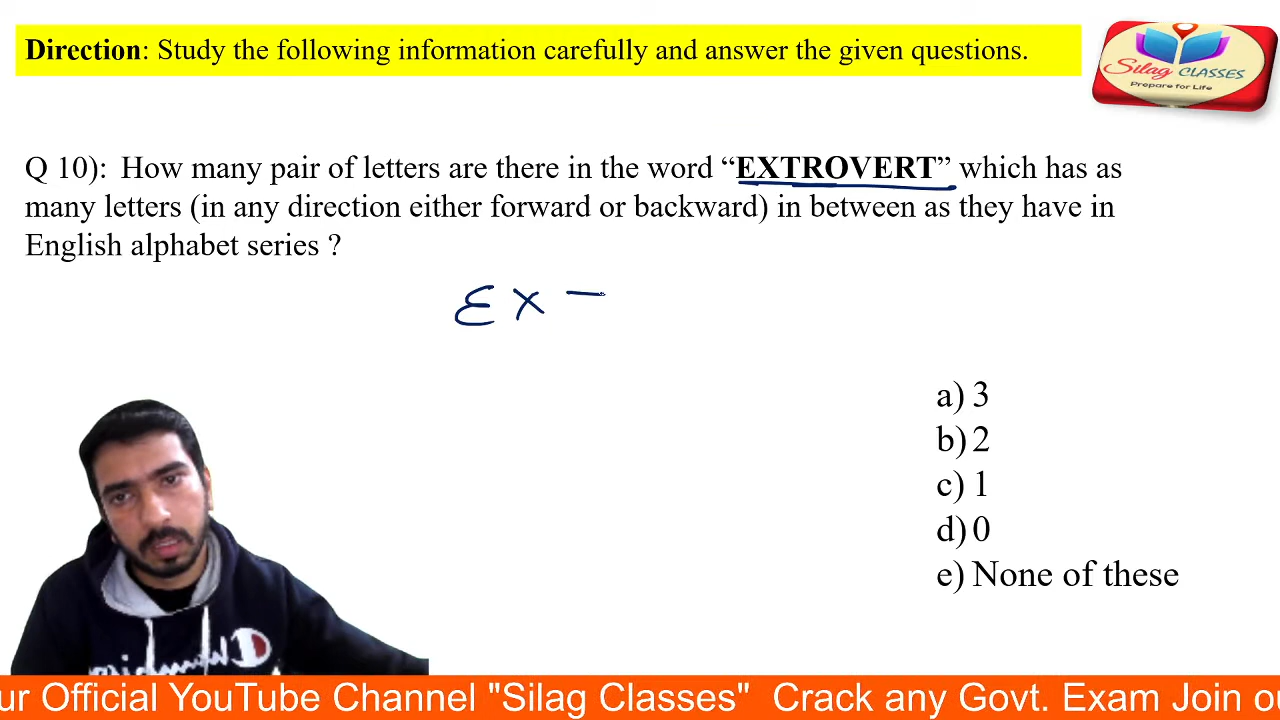 Direction: Study the following information carefully and answer the given questions.
Silag CLASSES
Prepare for Life
Q 10): How many pair of letters are there in the word “EXTROVERT” which has as
many letters (in any direction either forward or backward) in between as they have in
English alphabet series ?
EX
a) 3
b) 2
c) 1
d) 0
e) None of these
ur Official YouTube Channel "Silag Classes" Crack any Govt. Exam Join ou